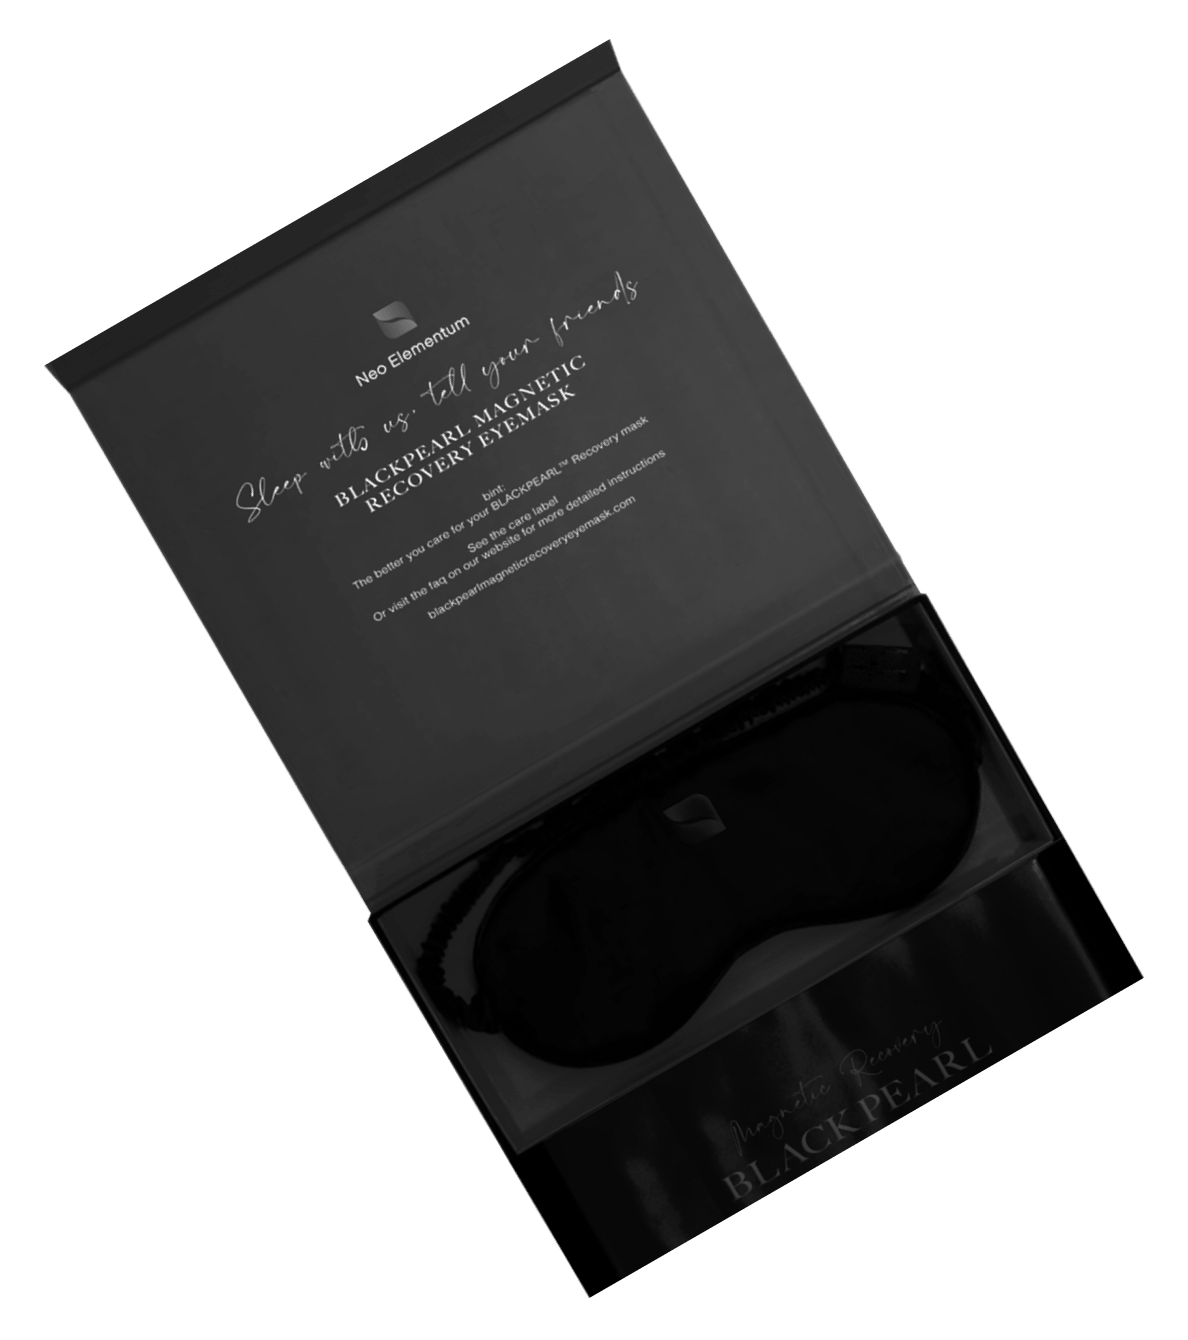 Neo Elementum
Sleep with us, tell your friends
BLACKPEARL MAGNETIC
RECOVERY EYEMASK
bint:
The better you care for your BLACKPEARL™ Recovery mask
See the care label
Or visit the faq on our website for more detailed instructions
blackpearlmagneticrecoveryeyemask.com
Magnetic Recovery
BLACK PEARL